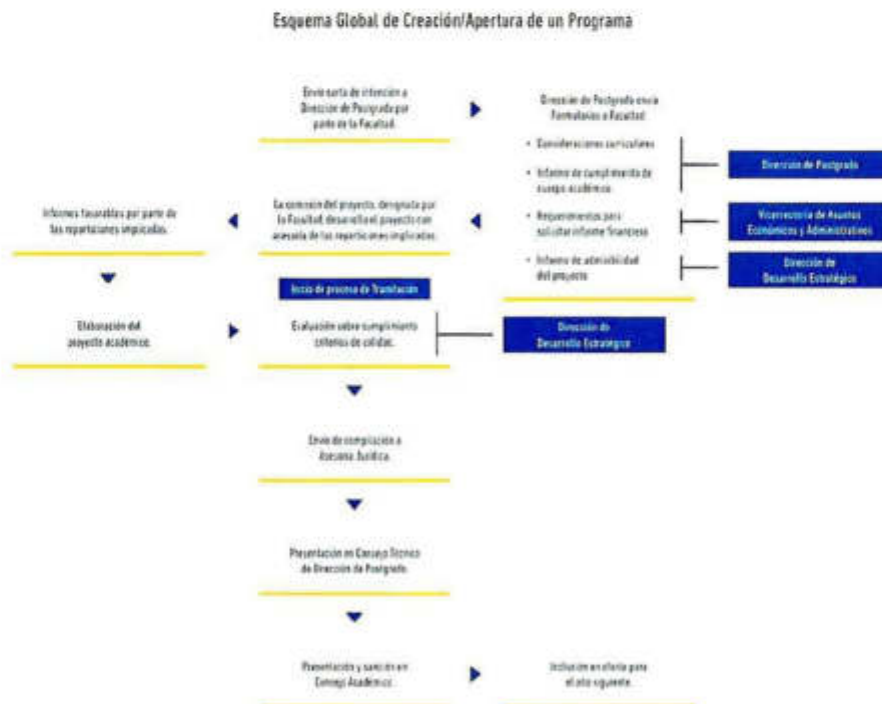 Esquema Global de Creación/Apertura de un Programa
Envío carta de intención a
Dirección de Postgrado por
parte de la Facultad.
Dirección de Postgrado envía
Formularios a Facultad
• Consideraciones curriculares
• Informe de cumplimiento de
cuerpo académico
• Requerimientos para
solicitar informe financiero
• Informe de admisibilidad
del proyecto
Dirección de Postgrado
Vicerrectoría de Asuntos
Económicos y Administrativos
Dirección de
Desarrollo Estratégico
La comisión del proyecto, designada por
la Facultad, desarrolla el proyecto con
asesoría de las reparticiones implicadas.
Informes favorables por parte de
las reparticiones implicadas.
Elaboración del
proyecto académico.
Inicio de proceso de Tramitación
Evaluación sobre cumplimiento
criterios de calidad.
Dirección de
Desarrollo Estratégico
Envío de compilación a
Asesoría Jurídica.
Presentación en Consejo Técnico
de Dirección de Postgrado.
Presentación y sanción en
Consejo Académico.
Inclusión en oferta para
el año siguiente.